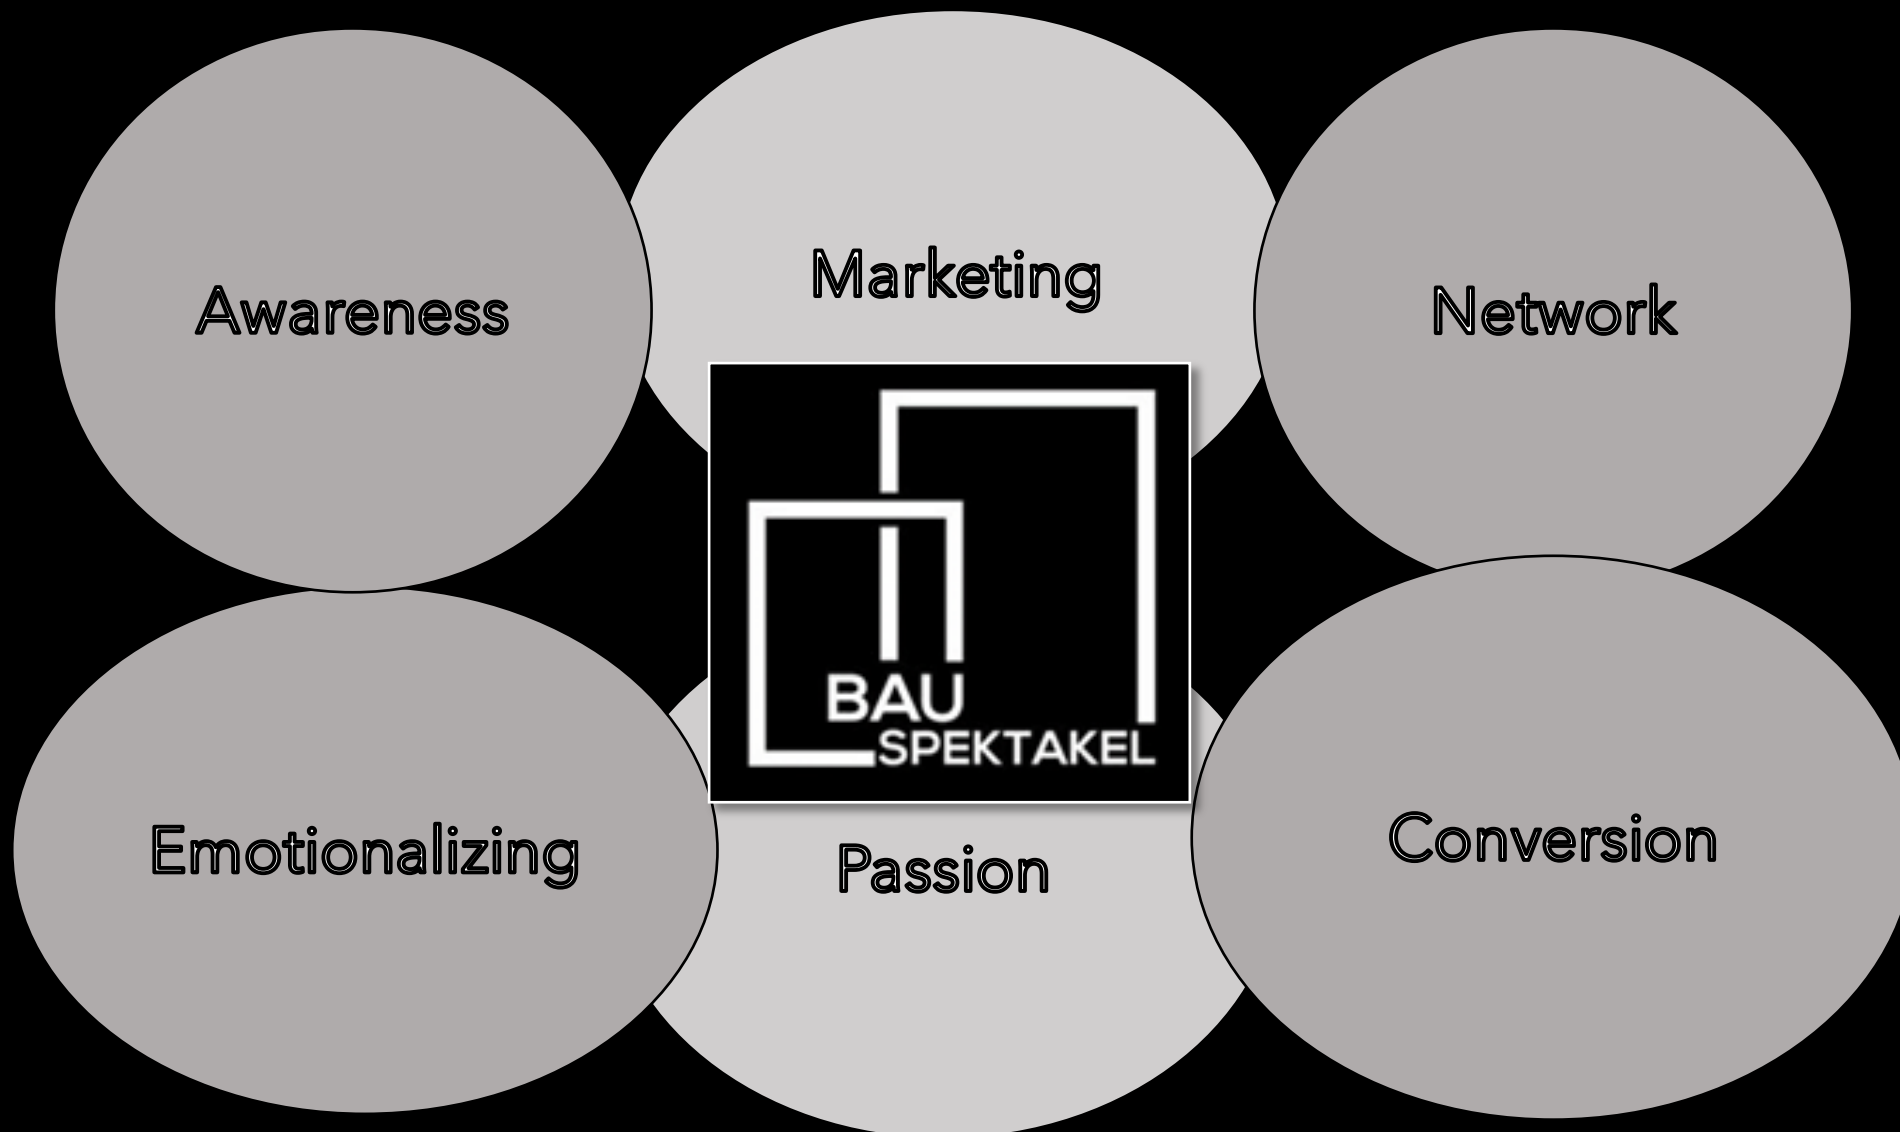 Awareness
Marketing
Network
BAU
SPEKTAKEL
Emotionalizing
Passion
Conversion